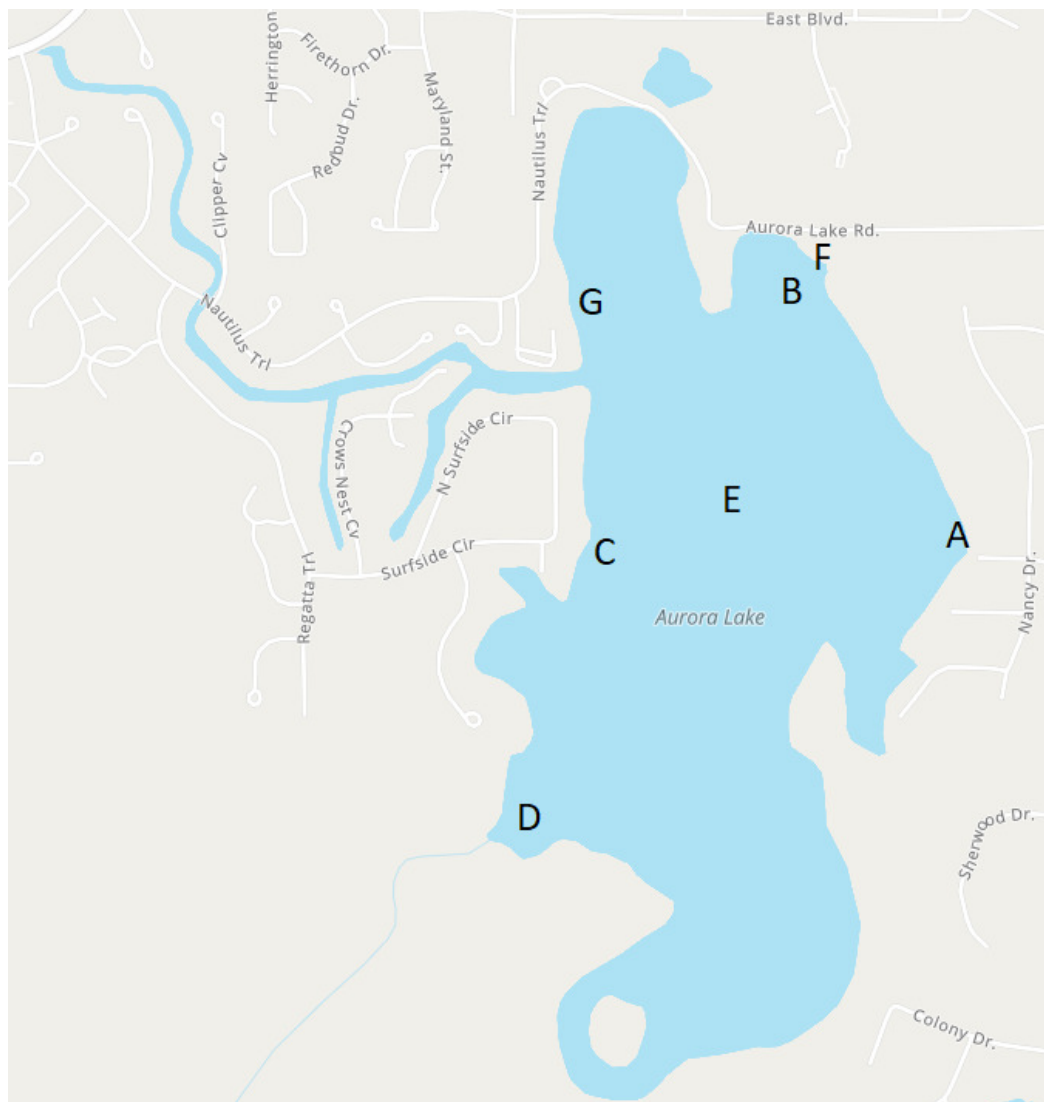 East Blvd.
Herrington
Firethorn Dr.
Maryland St.
Redbud Dr.
Nautilus Trl
Clipper Cv
Aurora Lake Rd.
F
B
G
Nautilus Trl
Crows Nest Cv
N Surfside Cir
E
A
C
Surfside Cir
Regatta Trl
Nancy Dr.
Aurora Lake
D
Sherwood Dr.
Colony Dr.